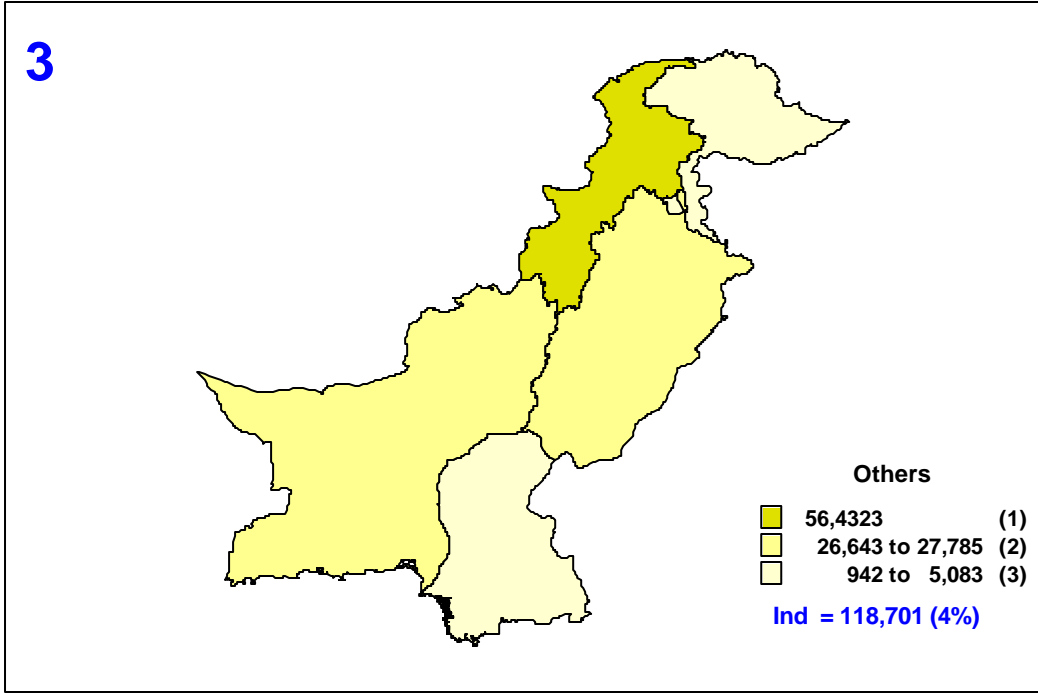 3
Others
56,4323 (1)
26,643 to 27,785 (2)
942 to 5,083 (3)
Ind = 118,701 (4%)